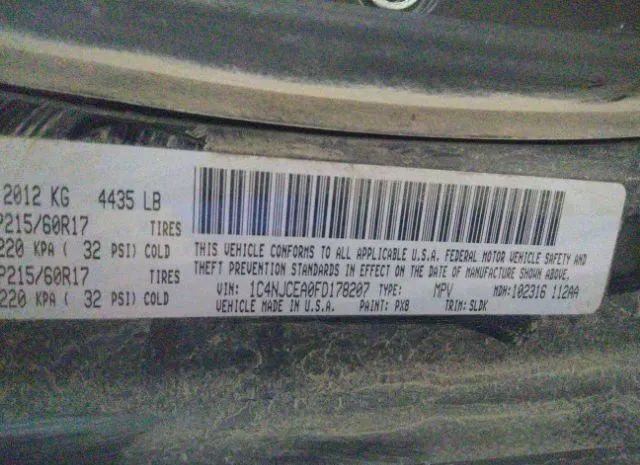 2012 KG 4435 LB
P215/60R17 TIRES
220 KPA ( 32 PSI) COLD
P215/60R17 TIRES
220 KPA ( 32 PSI) COLD
THIS VEHICLE CONFORMS TO ALL APPLICABLE U.S.A. FEDERAL MOTOR VEHICLE SAFETY AND
THEFT PREVENTION STANDARDS IN EFFECT ON THE DATE OF MANUFACTURE SHOWN ABOVE.
VIN: 1C4NJCEA0FD178207 TYPE: MPV MDH:102316 112AA
VEHICLE MADE IN U.S.A. PAINT: PX8 TRIM: SLDK